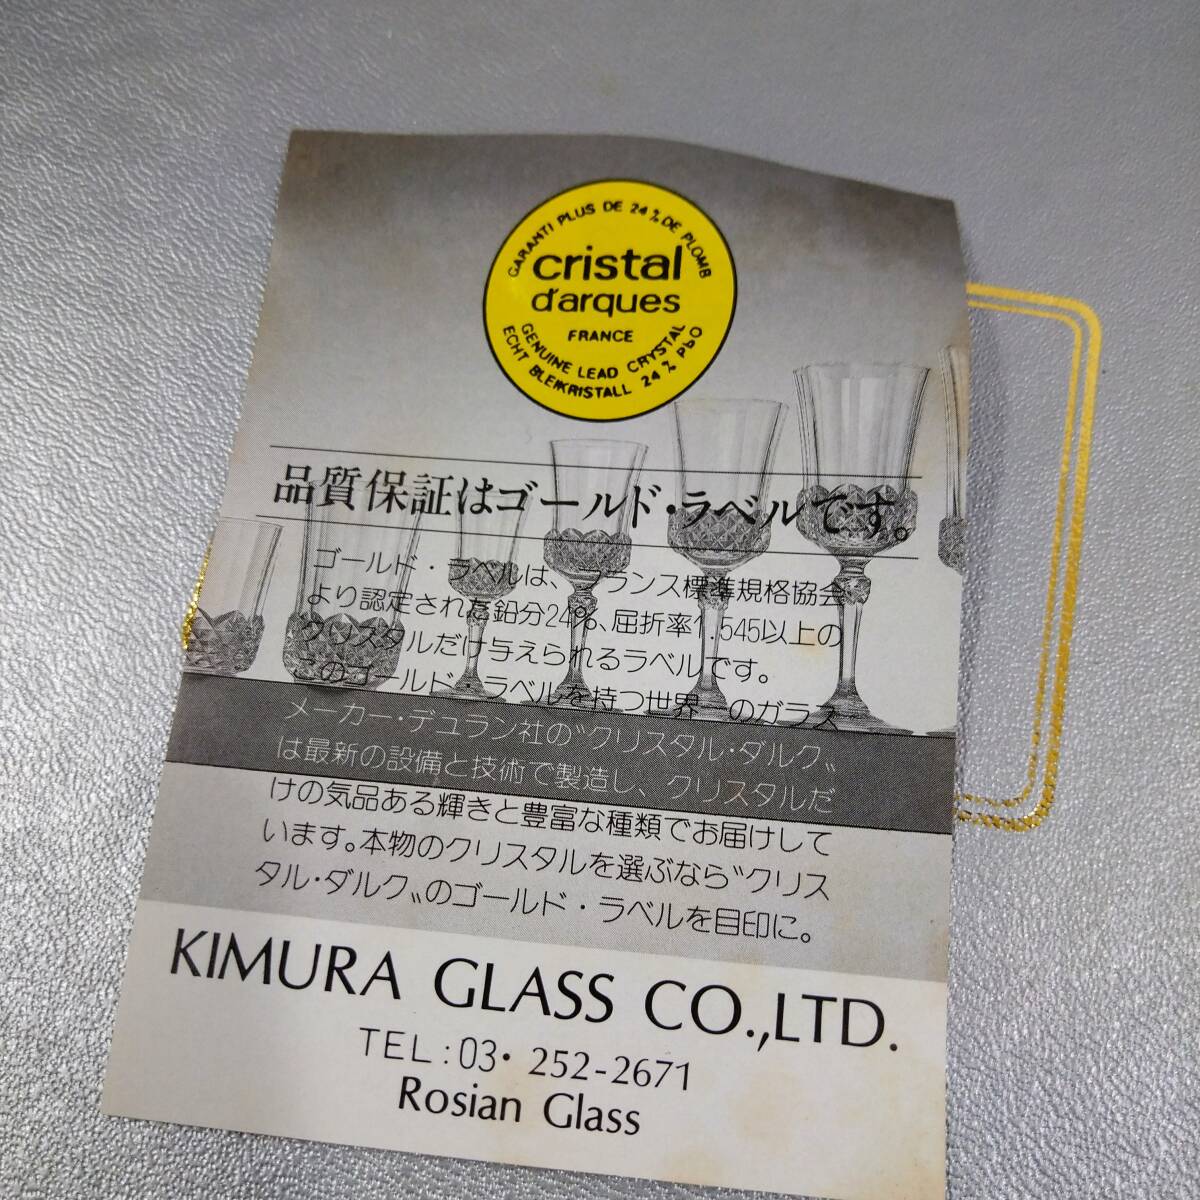 GARANTI PLUS DE 24 % DE PLOMB
cristal
d'arques
FRANCE
GENUINE LEAD CRYSTAL
ECHT BLEIKRISTALL 24 % PbO
品質保証はゴールド・ラベルです。
ゴールド・ラベルは、フランス標準規格協会
より認定された鉛分24%、屈折率1.545以上の
クリスタルだけ与えられるラベルです。
このゴールド・ラベルを持つ世界一のガラス
メーカー・デュラン社の〝クリスタル・ダルク〟
は最新の設備と技術で製造し、クリスタルだ
けの気品ある輝きと豊富な種類でお届けして
います。本物のクリスタルを選ぶなら〝クリス
タル・ダルク〟のゴールド・ラベルを目印に。
KIMURA GLASS CO.,LTD.
TEL:03・252-2671
Rosian Glass